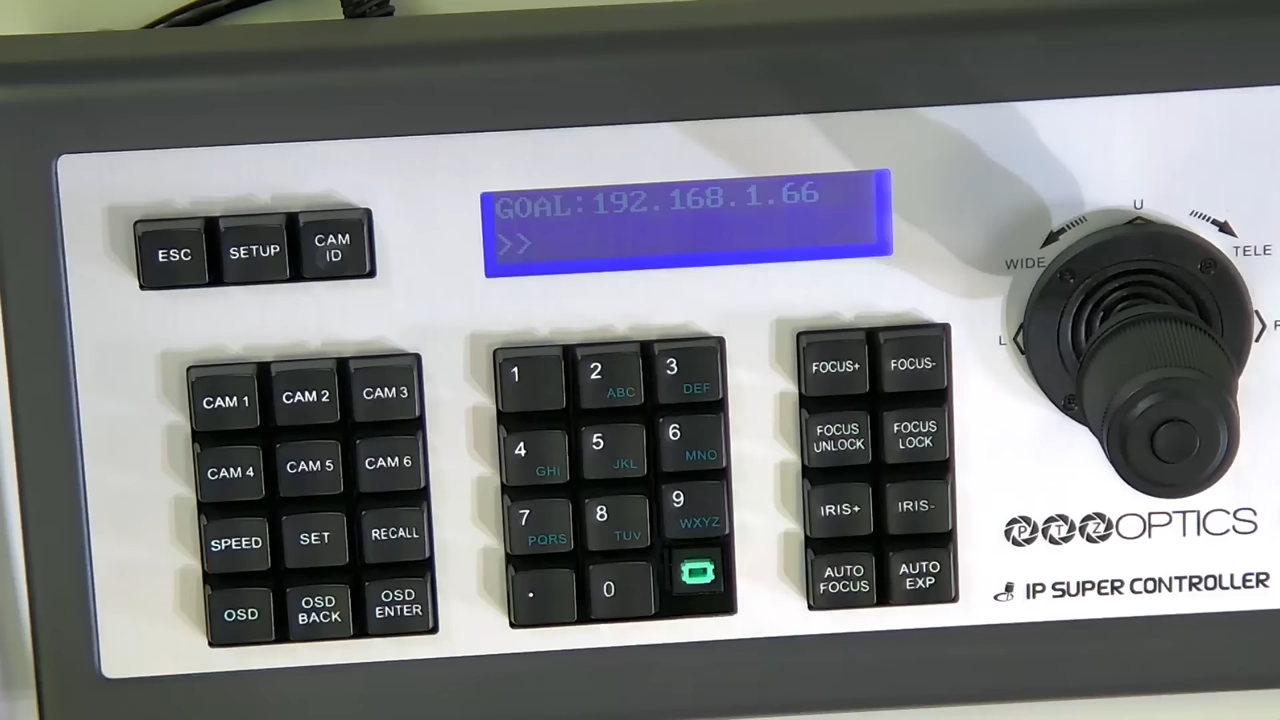 GOAL:192.168.1.66
>>
ESC SETUP CAM ID
U
WIDE TELE
L
CAM 1 CAM 2 CAM 3
CAM 4 CAM 5 CAM 6
SPEED SET RECALL
OSD OSD BACK OSD ENTER
1 2 ABC 3 DEF
4 GHI 5 JKL 6 MNO
7 PQRS 8 TUV 9 WXYZ
. 0
FOCUS+ FOCUS-
FOCUS UNLOCK FOCUS LOCK
IRIS+ IRIS-
AUTO FOCUS AUTO EXP
PTZOPTICS
IP SUPER CONTROLLER